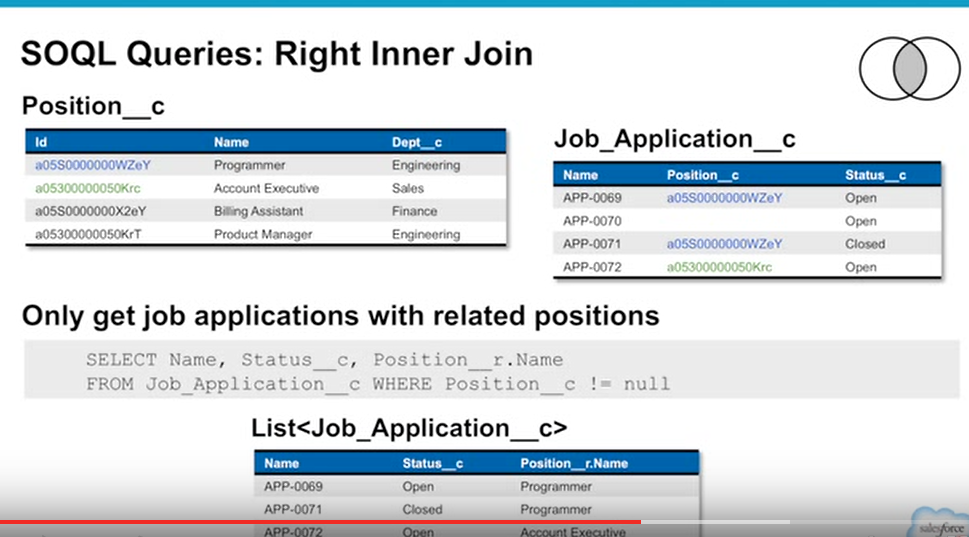 SOQL Queries: Right Inner Join
Position__c
Id Name Dept__c
a05S0000000WZeY Programmer Engineering
a05300000050Krc Account Executive Sales
a05S0000000X2eY Billing Assistant Finance
a05300000050KrT Product Manager Engineering
Job_Application__c
Name Position__c Status__c
APP-0069 a05S0000000WZeY Open
APP-0070 Open
APP-0071 a05S0000000WZeY Closed
APP-0072 a05300000050Krc Open
Only get job applications with related positions
SELECT Name, Status__c, Position__r.Name
FROM Job_Application__c WHERE Position__c != null
List<Job_Application__c>
Name Status__c Position__r.Name
APP-0069 Open Programmer
APP-0071 Closed Programmer
APP-0072 Open Account Executive
salesforce